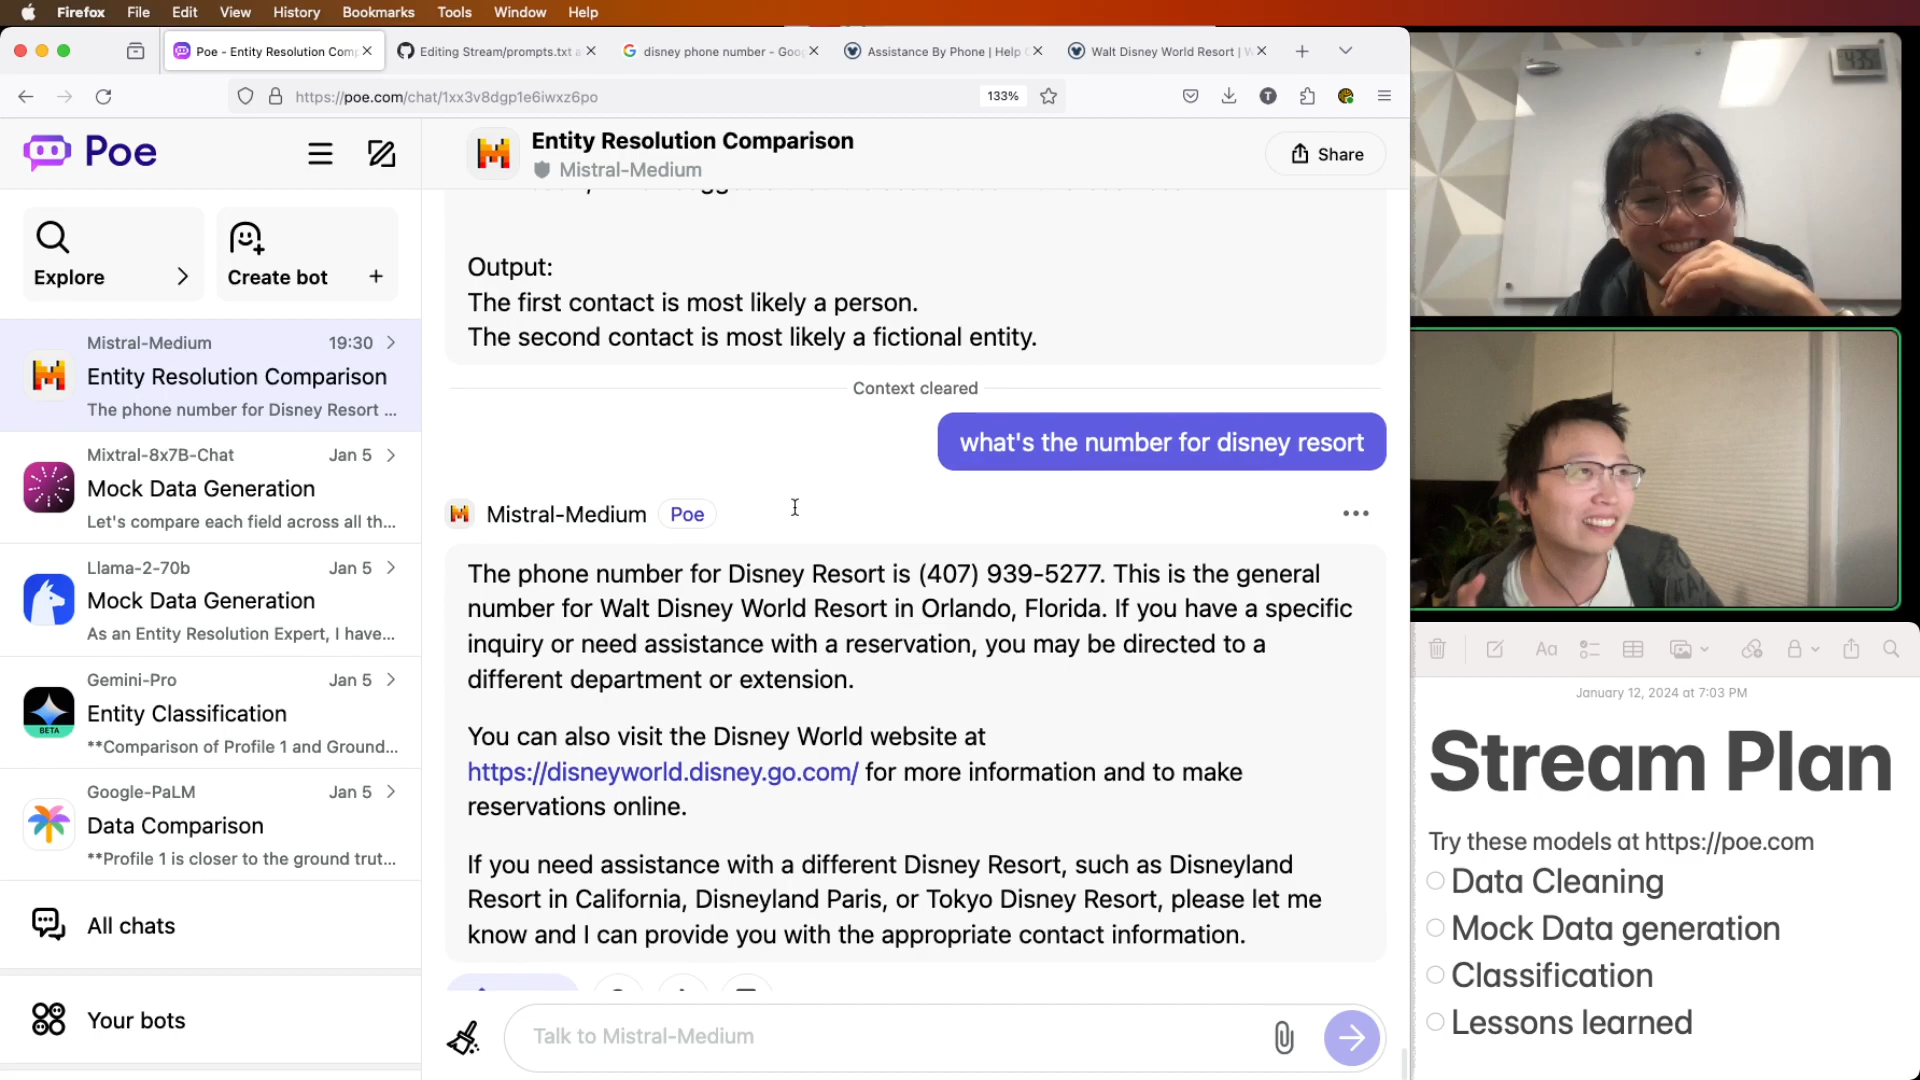 Firefox File Edit View History Bookmarks Tools Window Help
Poe - Entity Resolution Comp
Editing Stream/prompts.txt a
disney phone number - Goo
Assistance By Phone | Help C
Walt Disney World Resort | W
https://poe.com/chat/1xx3v8dgp1e6iwxz6po
133%
T
Poe
Explore
Create bot +
Mistral-Medium 19:30
Entity Resolution Comparison
The phone number for Disney Resort ...
Mixtral-8x7B-Chat Jan 5
Mock Data Generation
Let's compare each field across all th...
Llama-2-70b Jan 5
Mock Data Generation
As an Entity Resolution Expert, I have...
Gemini-Pro Jan 5
Entity Classification
BETA
**Comparison of Profile 1 and Ground...
Google-PaLM Jan 5
Data Comparison
**Profile 1 is closer to the ground trut...
All chats
Your bots
Entity Resolution Comparison
Mistral-Medium
Share
Output:
The first contact is most likely a person.
The second contact is most likely a fictional entity.
Context cleared
what's the number for disney resort
Mistral-Medium Poe
The phone number for Disney Resort is (407) 939-5277. This is the general
number for Walt Disney World Resort in Orlando, Florida. If you have a specific
inquiry or need assistance with a reservation, you may be directed to a
different department or extension.
You can also visit the Disney World website at
https://disneyworld.disney.go.com/ for more information and to make
reservations online.
If you need assistance with a different Disney Resort, such as Disneyland
Resort in California, Disneyland Paris, or Tokyo Disney Resort, please let me
know and I can provide you with the appropriate contact information.
Talk to Mistral-Medium
4:35
Aa
January 12, 2024 at 7:03 PM
Stream Plan
Try these models at https://poe.com
Data Cleaning
Mock Data generation
Classification
Lessons learned